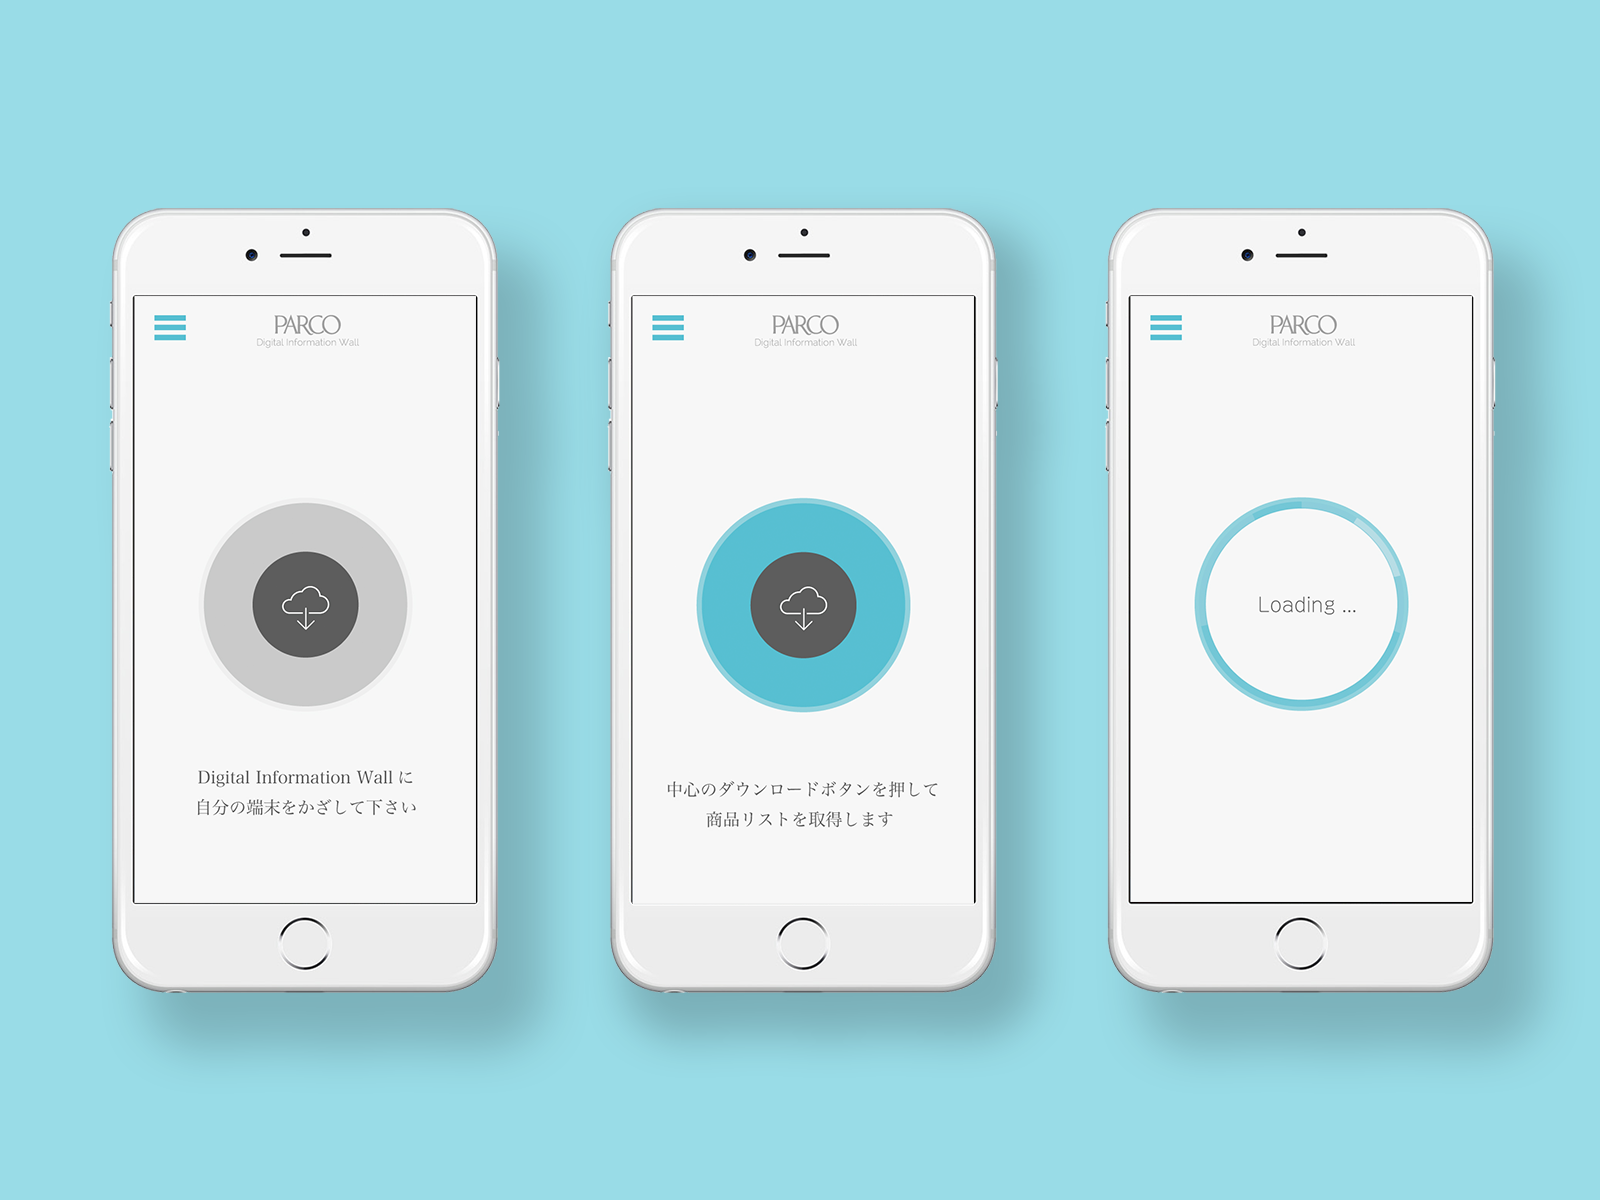 PARCO
Digital Information Wall
Digital Information Wall に
自分の端末をかざして下さい
PARCO
Digital Information Wall
中心のダウンロードボタンを押して
商品リストを取得します
PARCO
Digital Information Wall
Loading ...